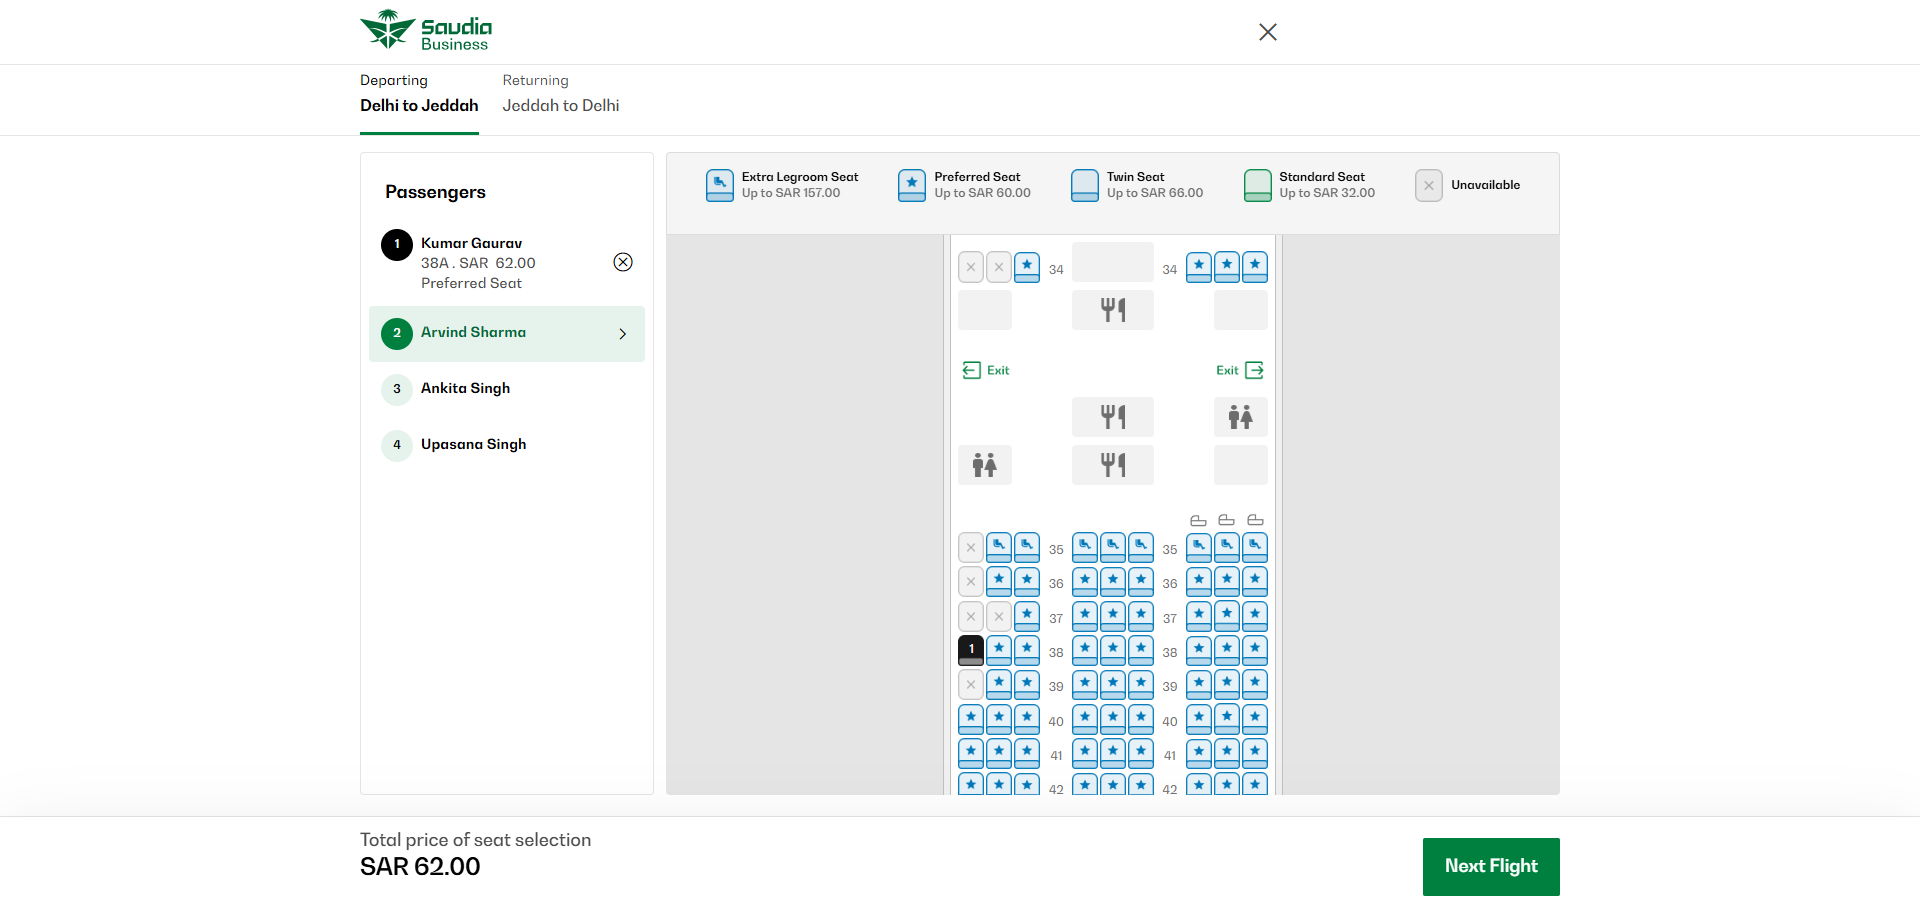 Saudia
Business
Departing
Delhi to Jeddah
Returning
Jeddah to Delhi
Passengers
1
Kumar Gaurav
38A . SAR 62.00
Preferred Seat
2
Arvind Sharma
3
Ankita Singh
4
Upasana Singh
Extra Legroom Seat
Up to SAR 157.00
Preferred Seat
Up to SAR 60.00
Twin Seat
Up to SAR 66.00
Standard Seat
Up to SAR 32.00
Unavailable
34 34
Exit Exit
35 35
36 36
37 37
1 38 38
39 39
40 40
41 41
42 42
Total price of seat selection
SAR 62.00
Next Flight